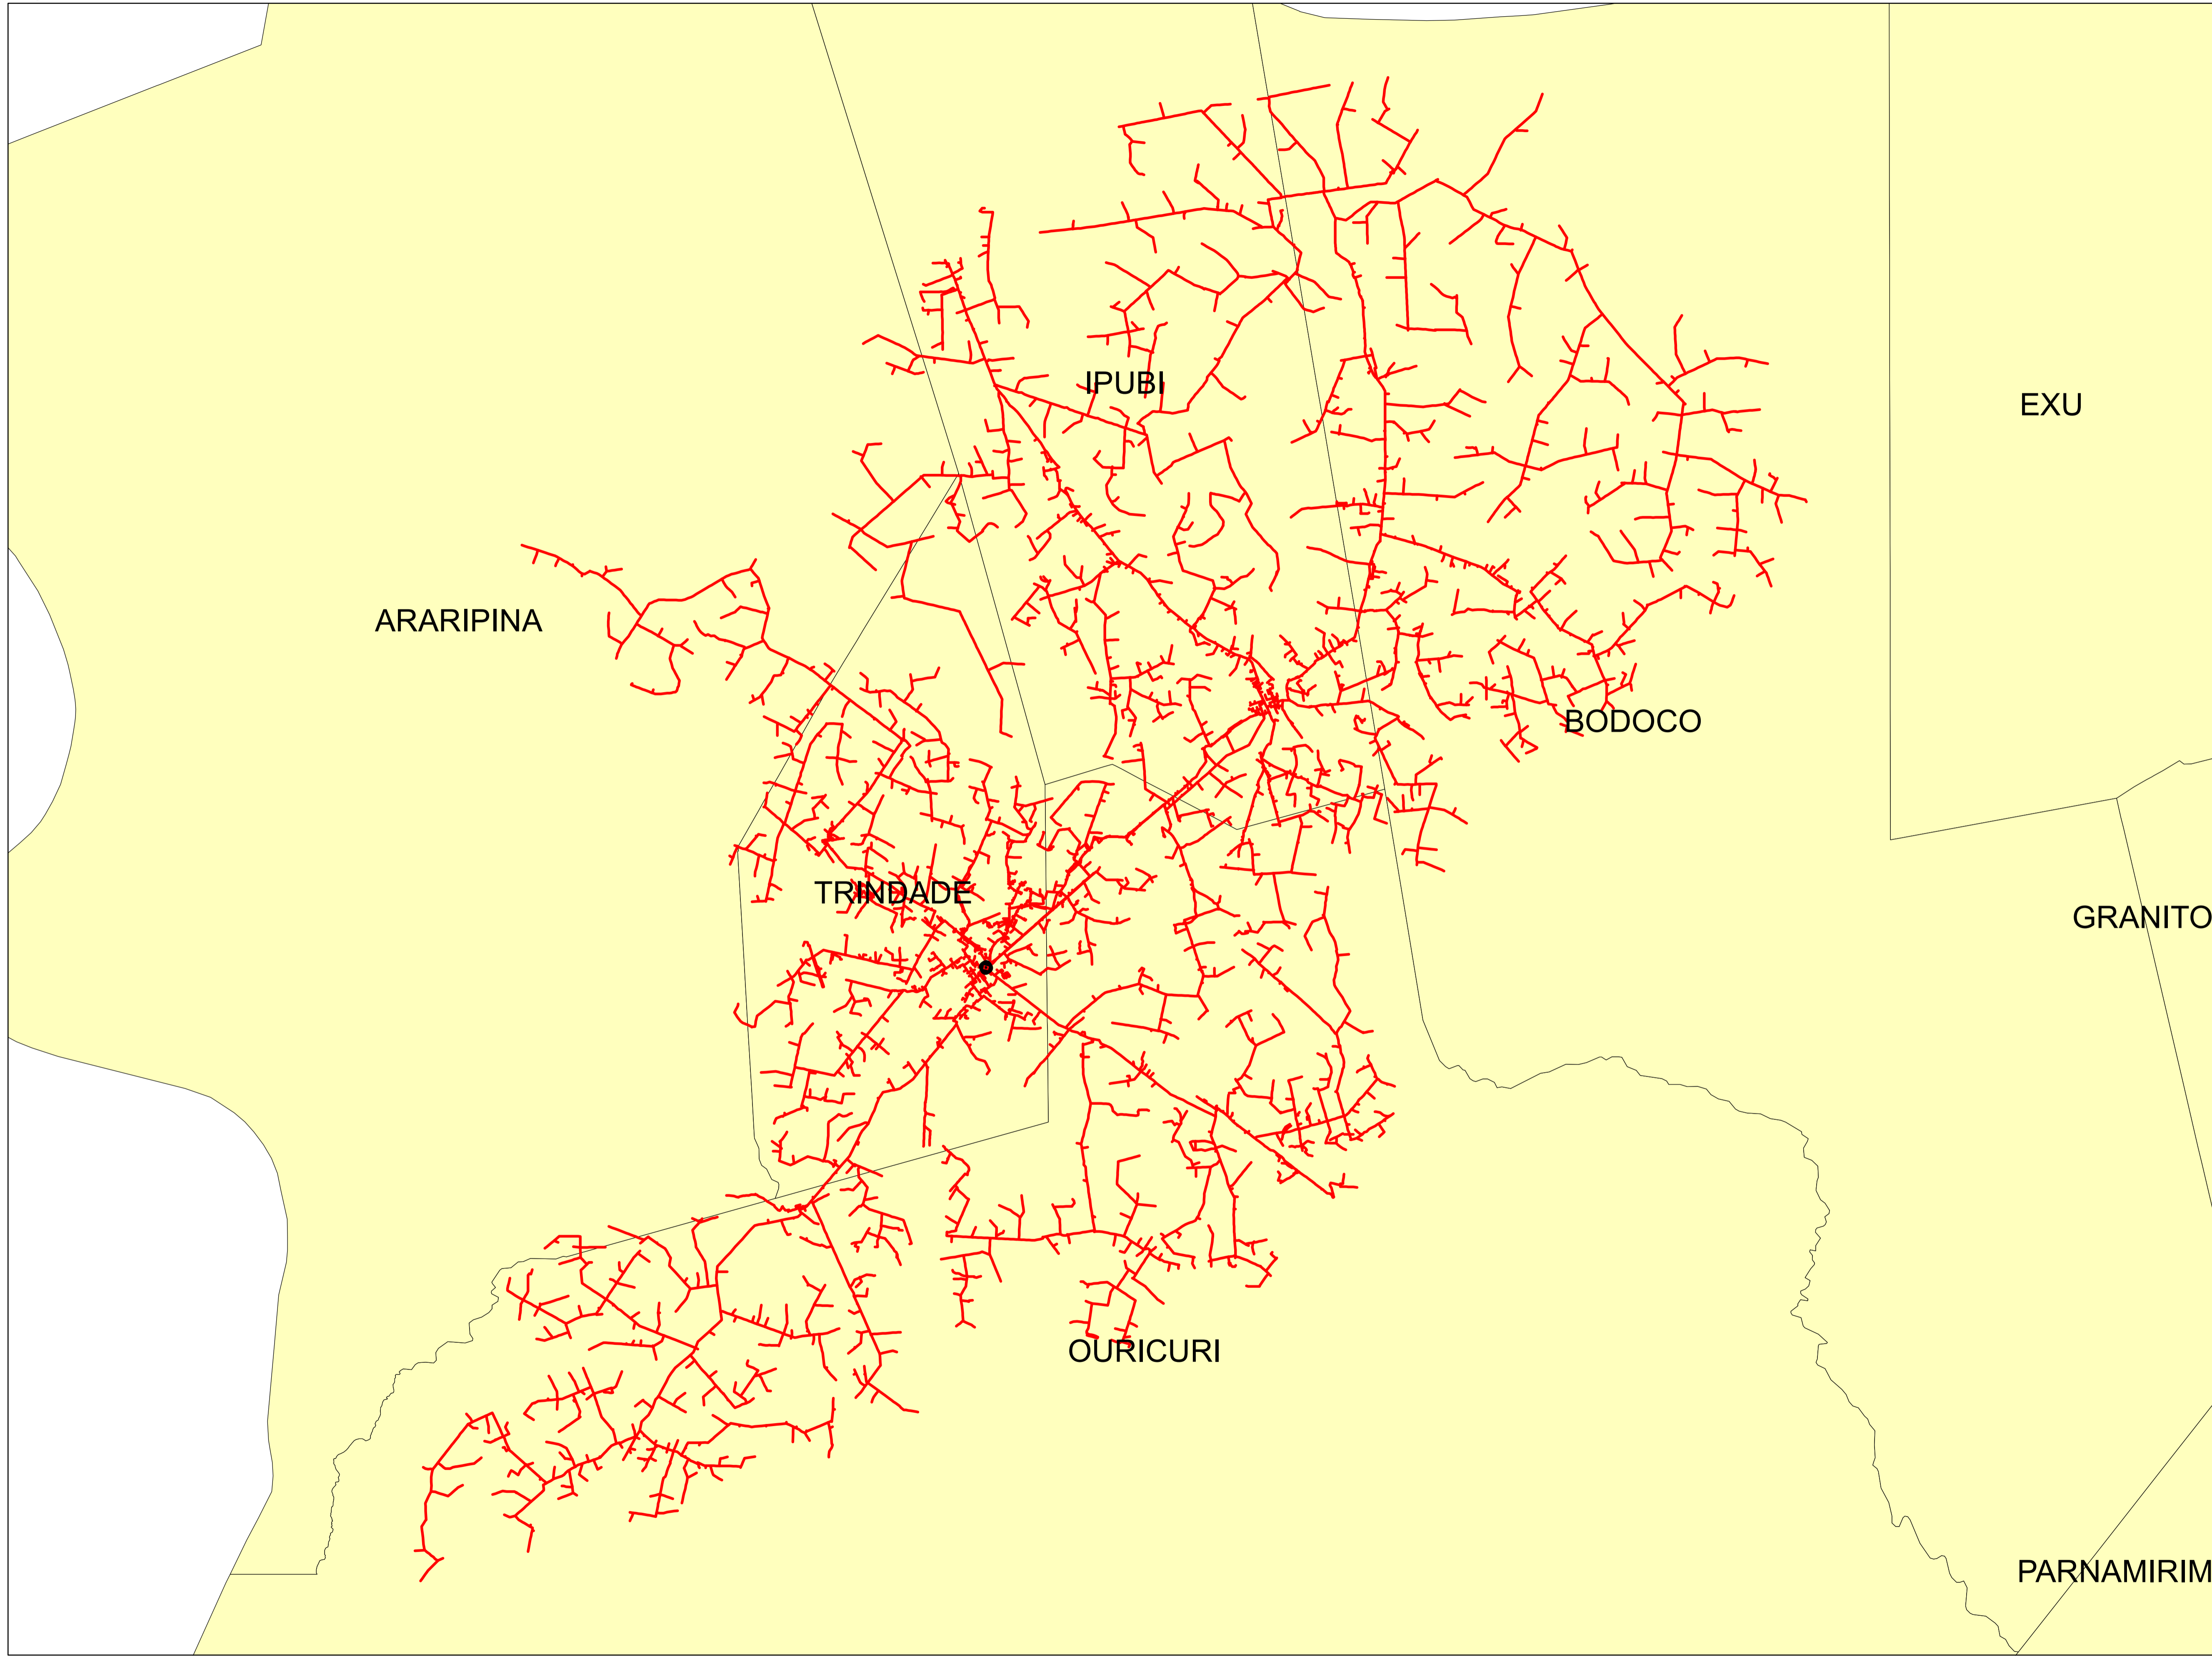 IPUBI
EXU
ARARIPINA
BODOCO
TRINDADE
GRANITO
OURICURI
PARNAMIRIM